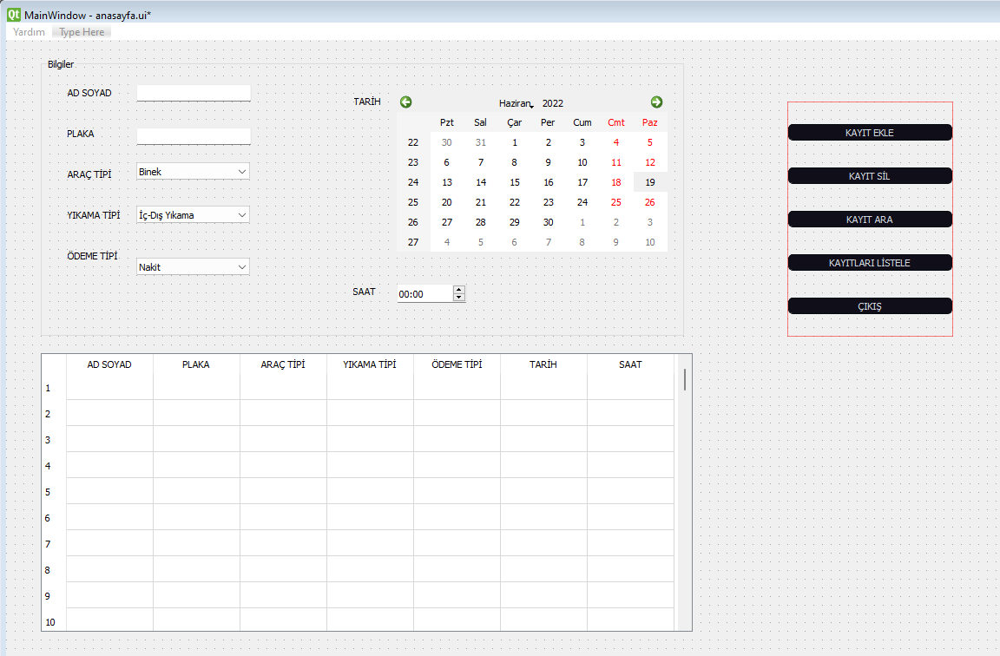 MainWindow - anasayfa.ui*
Yardım Type Here
Bilgiler
AD SOYAD
PLAKA
ARAÇ TİPİ Binek
YIKAMA TİPİ İç-Dış Yıkama
ÖDEME TİPİ Nakit
TARİH Haziran 2022
Pzt Sal Çar Per Cum Cmt Paz
22 30 31 1 2 3 4 5
23 6 7 8 9 10 11 12
24 13 14 15 16 17 18 19
25 20 21 22 23 24 25 26
26 27 28 29 30 1 2 3
27 4 5 6 7 8 9 10
SAAT 00:00
KAYIT EKLE
KAYIT SİL
KAYIT ARA
KAYITLARI LİSTELE
ÇIKIŞ
AD SOYAD PLAKA ARAÇ TİPİ YIKAMA TİPİ ÖDEME TİPİ TARİH SAAT
1
2
3
4
5
6
7
8
9
10